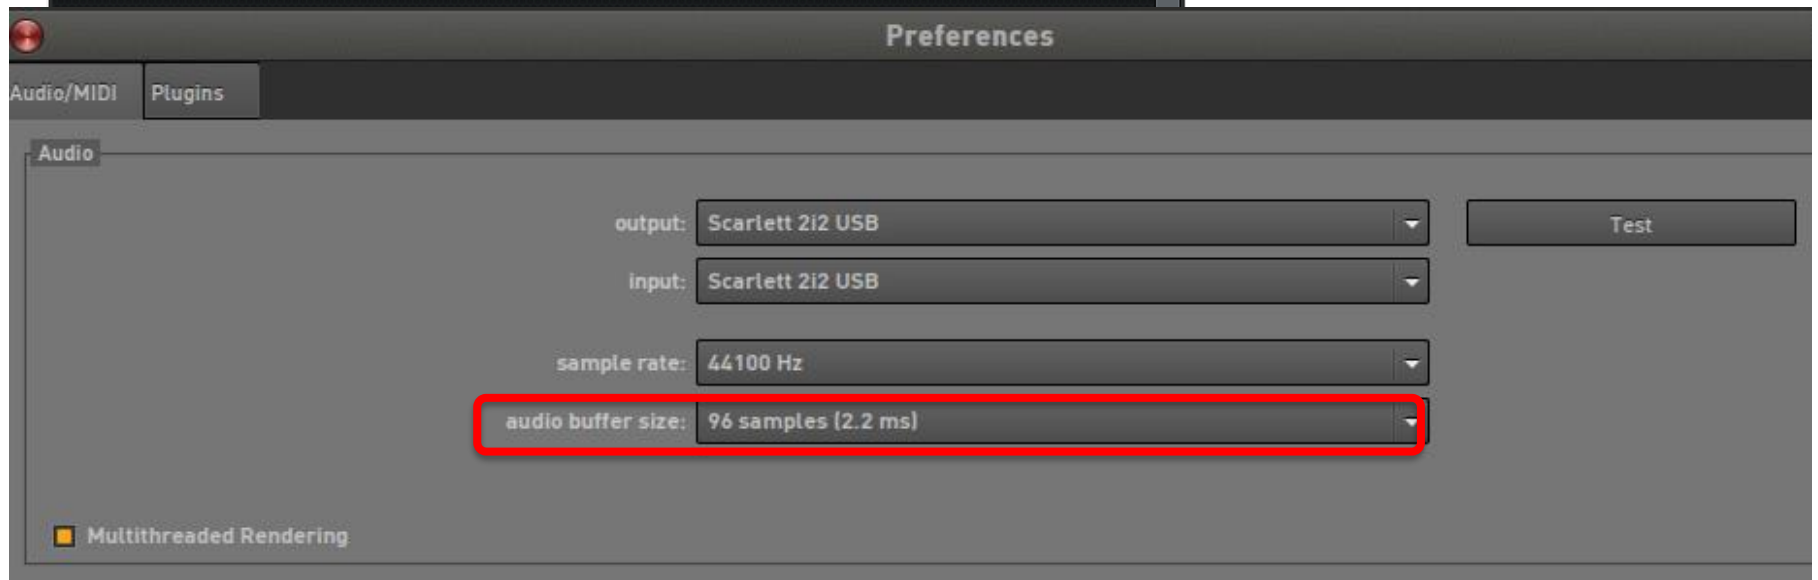 Preferences
Audio/MIDI Plugins
Audio
output: Scarlett 2i2 USB Test
input: Scarlett 2i2 USB
sample rate: 44100 Hz
audio buffer size: 96 samples (2.2 ms)
Multithreaded Rendering